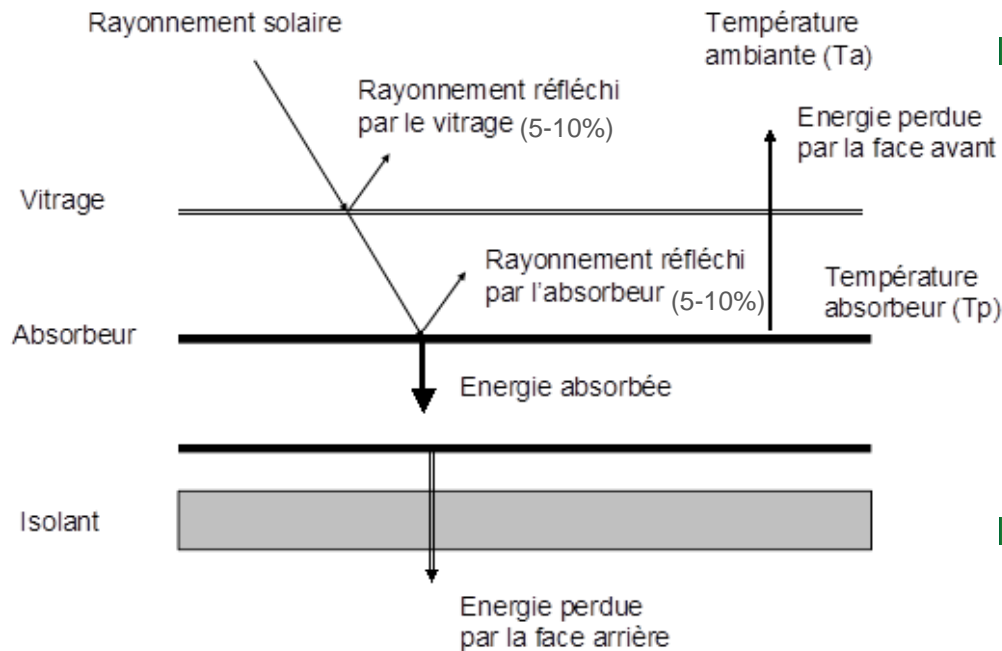 Rayonnement solaire
Température
ambiante (Ta)
Rayonnement réfléchi
par le vitrage (5-10%)
Energie perdue
par la face avant
Vitrage
Rayonnement réfléchi
par l'absorbeur (5-10%)
Température
absorbeur (Tp)
Absorbeur
Energie absorbée
Isolant
Energie perdue
par la face arrière